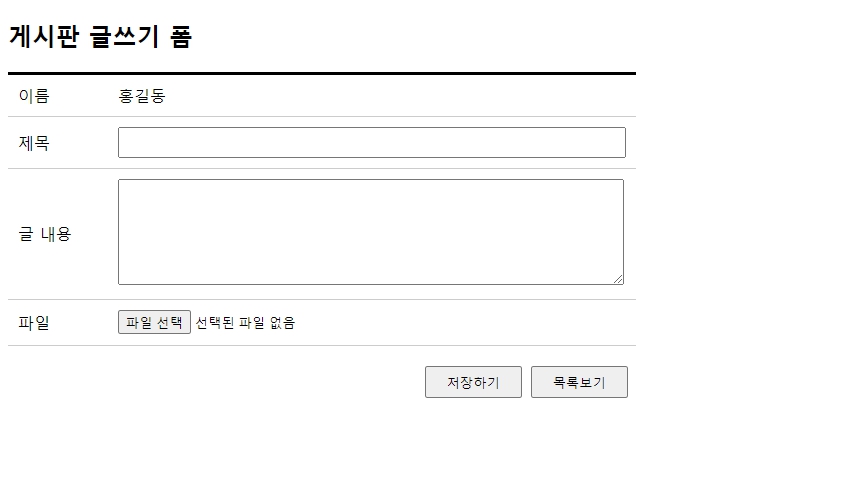 게시판 글쓰기 폼
이름 홍길동
제목
글 내용
파일 파일 선택 선택된 파일 없음
저장하기 목록보기